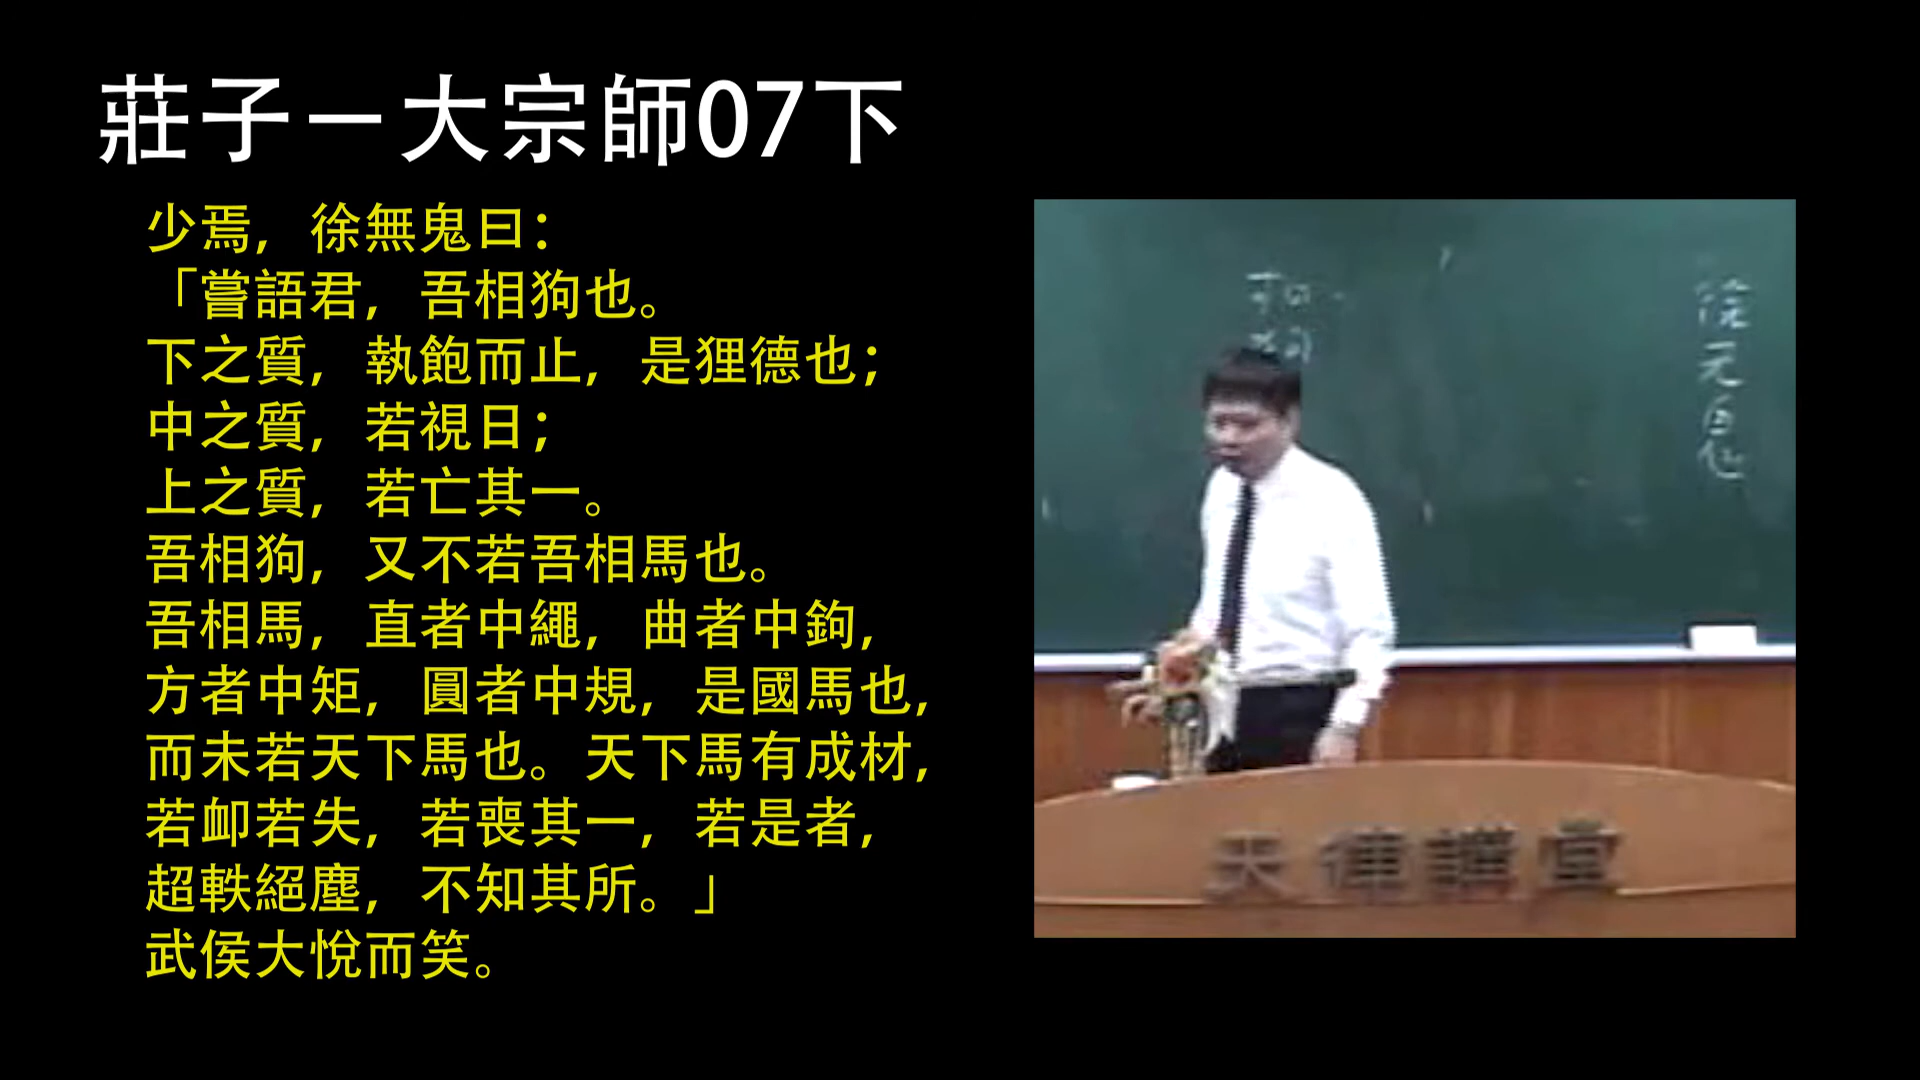 莊子－大宗師07下
少焉，徐無鬼曰：
「嘗語君，吾相狗也。
下之質，執飽而止，是狸德也；
中之質，若視日；
上之質，若亡其一。
吾相狗，又不若吾相馬也。
吾相馬，直者中繩，曲者中鉤，
方者中矩，圓者中規，是國馬也，
而未若天下馬也。天下馬有成材，
若卹若失，若喪其一，若是者，
超軼絕塵，不知其所。」
武侯大悅而笑。
天律講堂